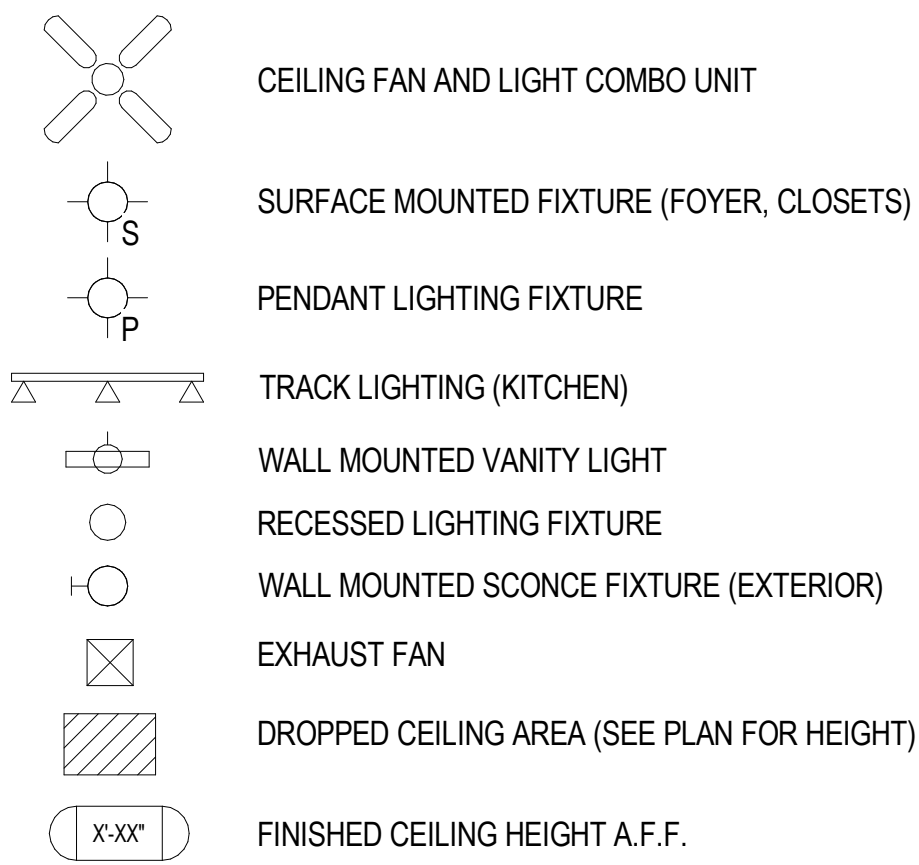 CEILING FAN AND LIGHT COMBO UNIT
S
SURFACE MOUNTED FIXTURE (FOYER, CLOSETS)
P
PENDANT LIGHTING FIXTURE
TRACK LIGHTING (KITCHEN)
WALL MOUNTED VANITY LIGHT
RECESSED LIGHTING FIXTURE
WALL MOUNTED SCONCE FIXTURE (EXTERIOR)
EXHAUST FAN
DROPPED CEILING AREA (SEE PLAN FOR HEIGHT)
X'-XX"
FINISHED CEILING HEIGHT A.F.F.